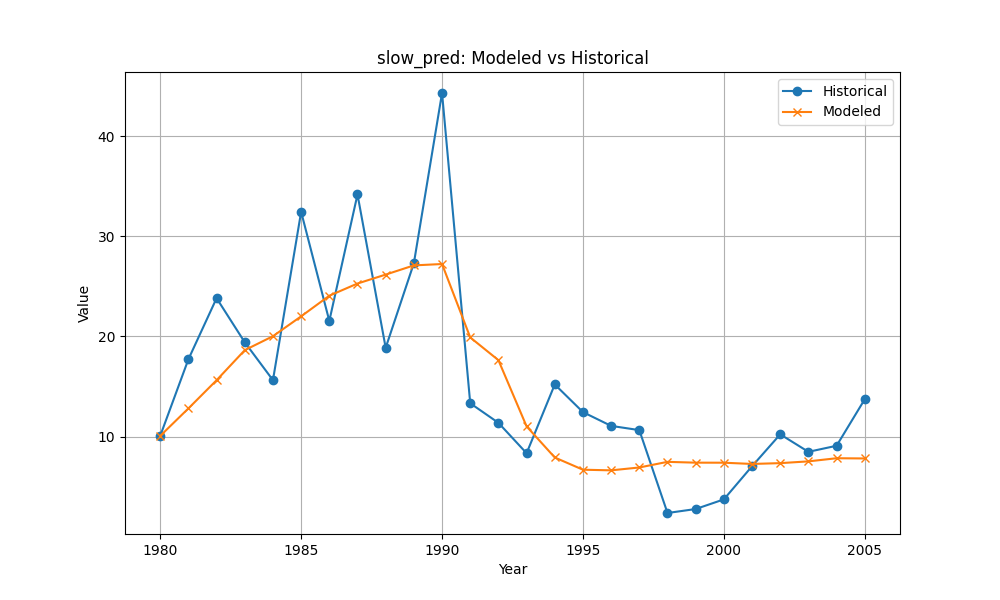 slow_pred: Modeled vs Historical
Historical
Modeled
Value
40
30
20
10
1980 1985 1990 1995 2000 2005
Year